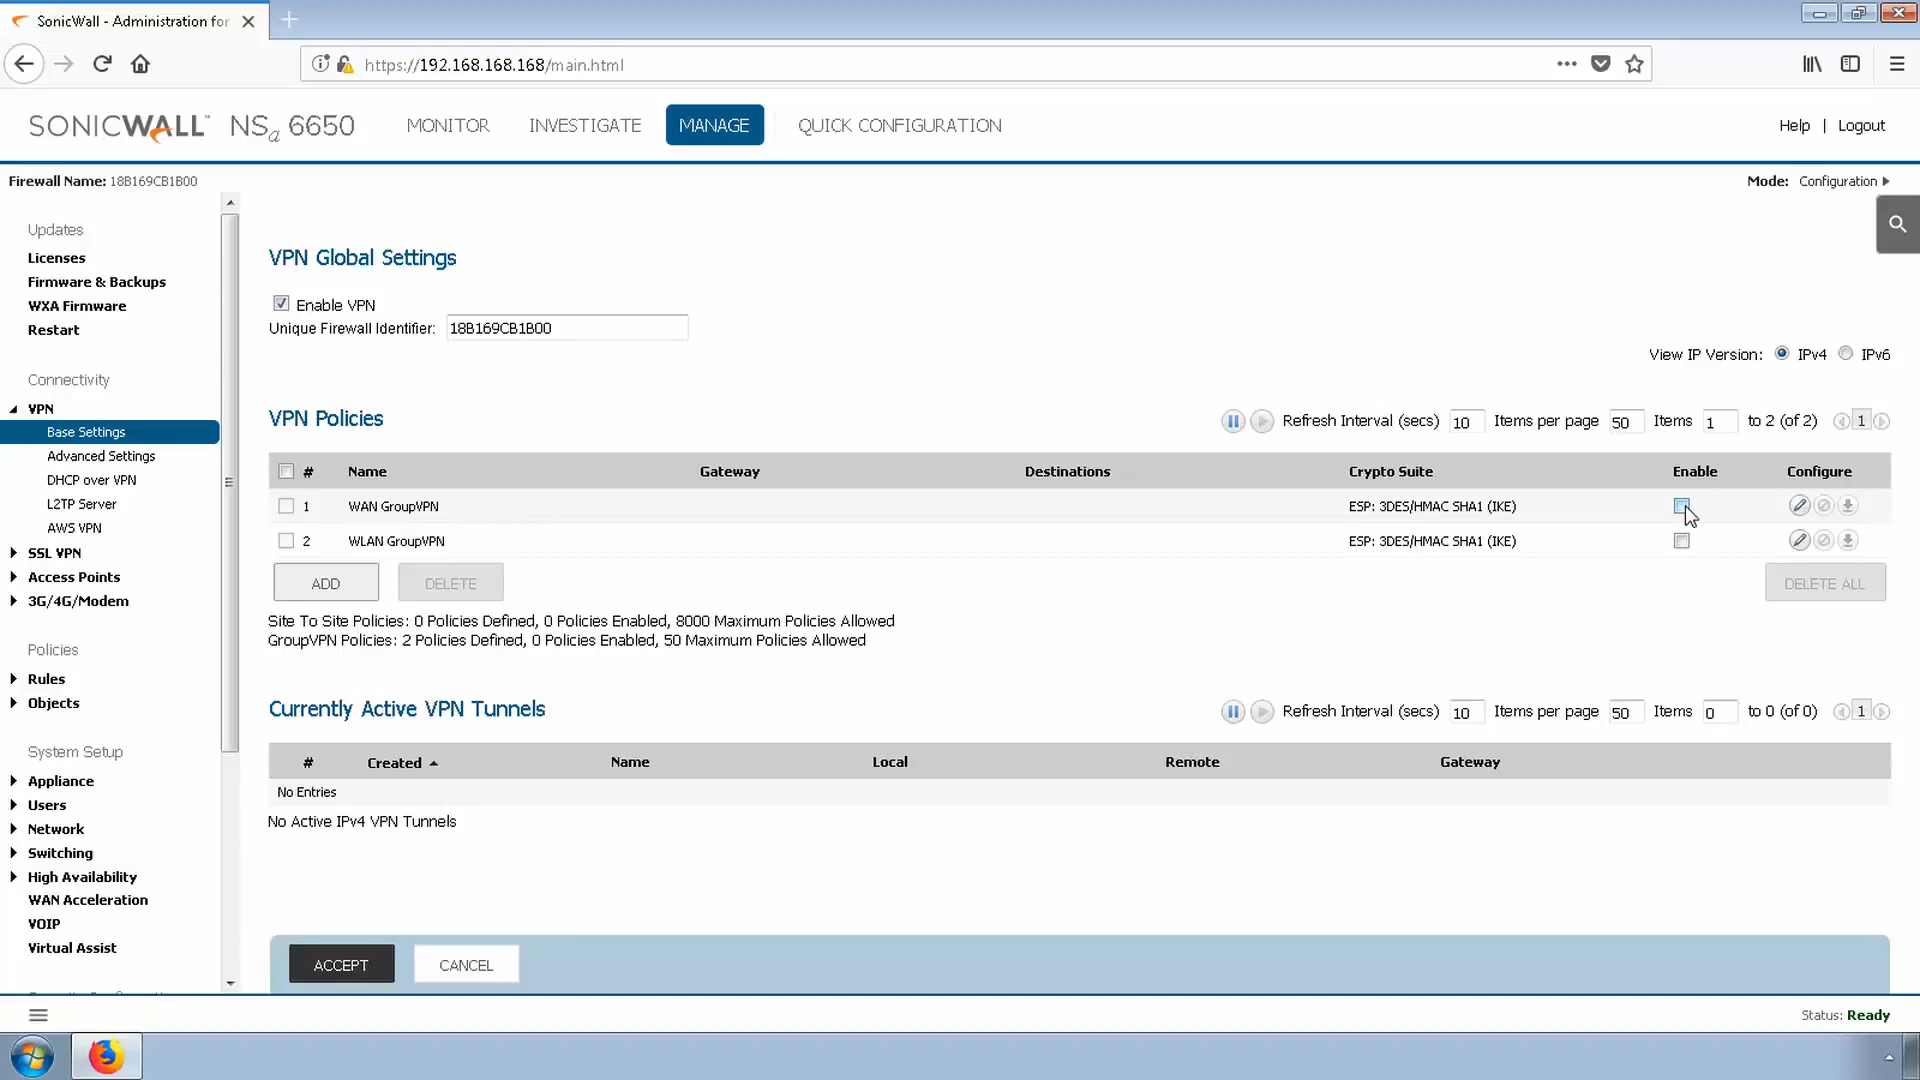 SonicWall - Administration for
https://192.168.168.168/main.html
SONICWALL NSa 6650 MONITOR INVESTIGATE MANAGE QUICK CONFIGURATION Help | Logout
Firewall Name: 18B169CB1B00 Mode: Configuration
Updates
Licenses
Firmware & Backups
WXA Firmware
Restart
Connectivity
VPN
Base Settings
Advanced Settings
DHCP over VPN
L2TP Server
AWS VPN
SSL VPN
Access Points
3G/4G/Modem
Policies
Rules
Objects
System Setup
Appliance
Users
Network
Switching
High Availability
WAN Acceleration
VOIP
Virtual Assist
VPN Global Settings
Enable VPN
Unique Firewall Identifier: 18B169CB1B00
View IP Version: IPv4 IPv6
VPN Policies Refresh Interval (secs) 10 Items per page 50 Items 1 to 2 (of 2) 1
# Name Gateway Destinations Crypto Suite Enable Configure
1 WAN GroupVPN ESP: 3DES/HMAC SHA1 (IKE)
2 WLAN GroupVPN ESP: 3DES/HMAC SHA1 (IKE)
ADD DELETE DELETE ALL
Site To Site Policies: 0 Policies Defined, 0 Policies Enabled, 8000 Maximum Policies Allowed
GroupVPN Policies: 2 Policies Defined, 0 Policies Enabled, 50 Maximum Policies Allowed
Currently Active VPN Tunnels Refresh Interval (secs) 10 Items per page 50 Items 0 to 0 (of 0) 1
# Created Name Local Remote Gateway
No Entries
No Active IPv4 VPN Tunnels
ACCEPT CANCEL
Status: Ready